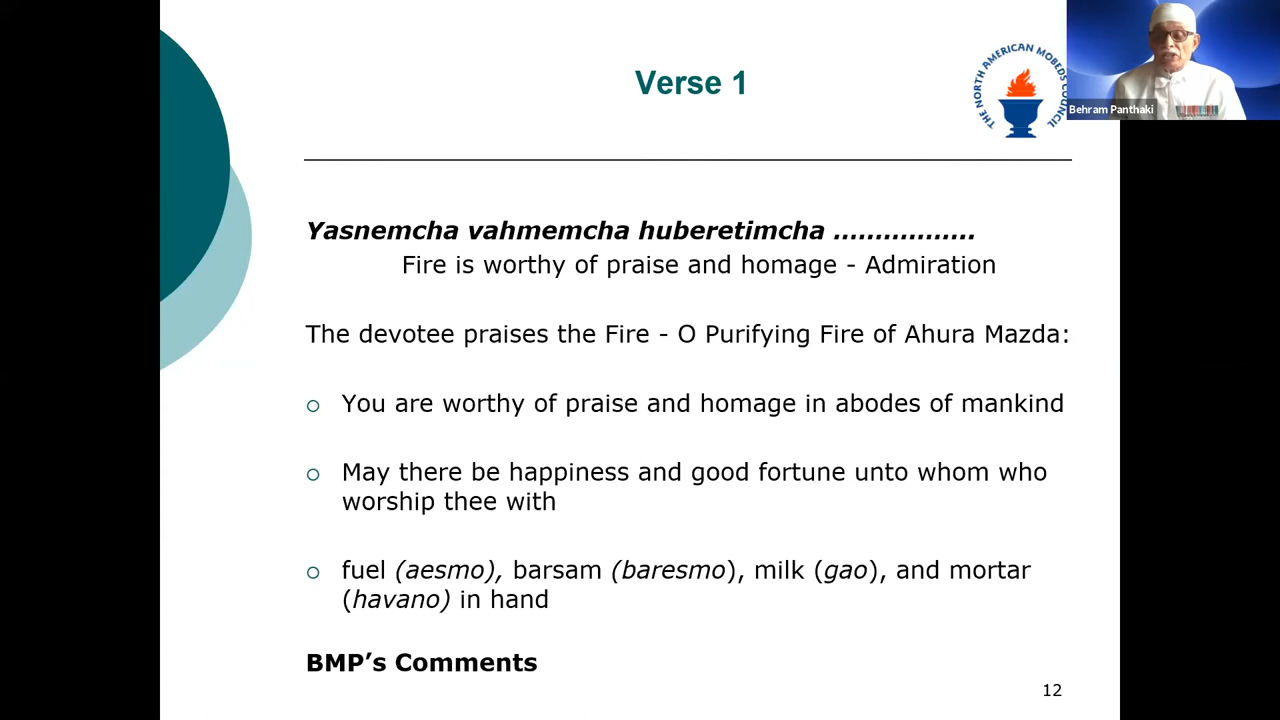 Verse 1
THE NORTH AMERICAN MOBEDS COUNCIL
Behram Panthaki
Yasnemcha vahmemcha huberetimcha .................
Fire is worthy of praise and homage - Admiration
The devotee praises the Fire - O Purifying Fire of Ahura Mazda:
You are worthy of praise and homage in abodes of mankind
May there be happiness and good fortune unto whom who
worship thee with
fuel (aesmo), barsam (baresmo), milk (gao), and mortar
(havano) in hand
BMP’s Comments
12